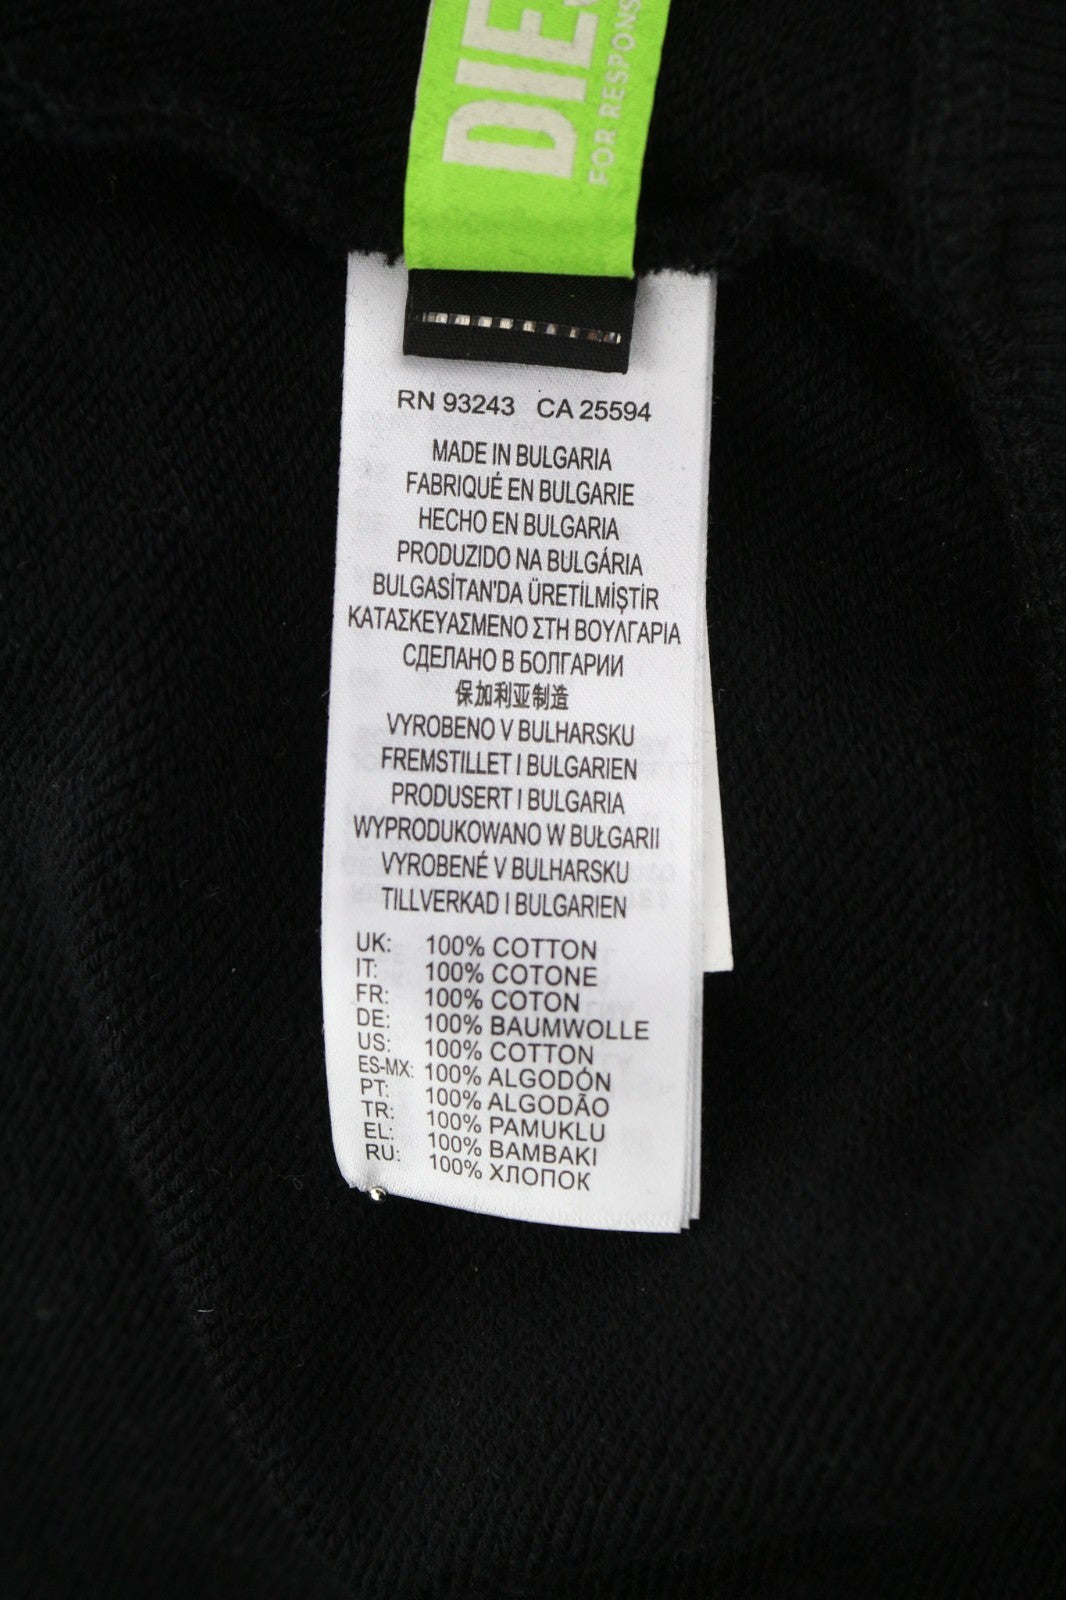 DIE
FOR RESPONS
RN 93243 CA 25594
MADE IN BULGARIA
FABRIQUÉ EN BULGARIE
HECHO EN BULGARIA
PRODUZIDO NA BULGÁRIA
BULGASİTAN'DA ÜRETİLMİŞTİR
ΚΑΤΑΣΚΕΥΑΣΜΕΝΟ ΣΤΗ ΒΟΥΛΓΑΡΙΑ
СДЕЛАНО В БОЛГАРИИ
保加利亚制造
VYROBENO V BULHARSKU
FREMSTILLET I BULGARIEN
PRODUSERT I BULGARIA
WYPRODUKOWANO W BUŁGARII
VYROBENÉ V BULHARSKU
TILLVERKAD I BULGARIEN
UK: 100% COTTON
IT: 100% COTONE
FR: 100% COTON
DE: 100% BAUMWOLLE
US: 100% COTTON
ES-MX: 100% ALGODÓN
PT: 100% ALGODÃO
TR: 100% PAMUKLU
EL: 100% ΒΑΜΒΑΚΙ
RU: 100% ХЛОПОК